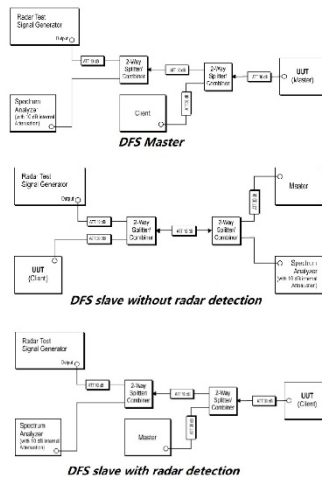 Radar Test
Signal Generator
Output
2-Way
Splitter/
Combiner
2-Way
Splitter/
Combiner
UUT
(Master)
Spectrum
Analyzer
(with 10 dB internal
Attenuation)
Client
DFS Master
Radar Test
Signal Generator
Output
Master
2-Way
Splitter/
Combiner
2-Way
Splitter/
Combiner
UUT
(Client)
Spectrum
Analyzer
(with 10 dB internal
Attenuator)
DFS slave without radar detection
Radar Test
Signal Generator
Output
2-Way
Splitter/
Combiner
2-Way
Splitter/
Combiner
UUT
(Client)
Spectrum
Analyzer
(with 10 dB internal
Attenuation)
Master
DFS slave with radar detection